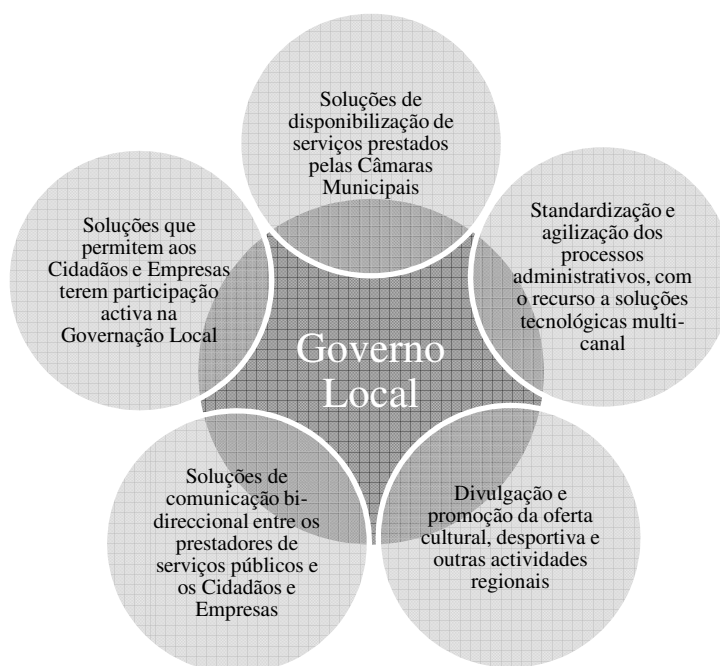 Soluções de
disponibilização de
serviços prestados
pelas Câmaras
Municipais
Standardização e
agilização dos
processos
administrativos, com
o recurso a soluções
tecnológicas multi-
canal
Divulgação e
promoção da oferta
cultural, desportiva e
outras actividades
regionais
Soluções de
comunicação bi-
direccional entre os
prestadores de
serviços públicos e
os Cidadãos e
Empresas
Soluções que
permitem aos
Cidadãos e Empresas
terem participação
activa na
Governação Local
Governo
Local